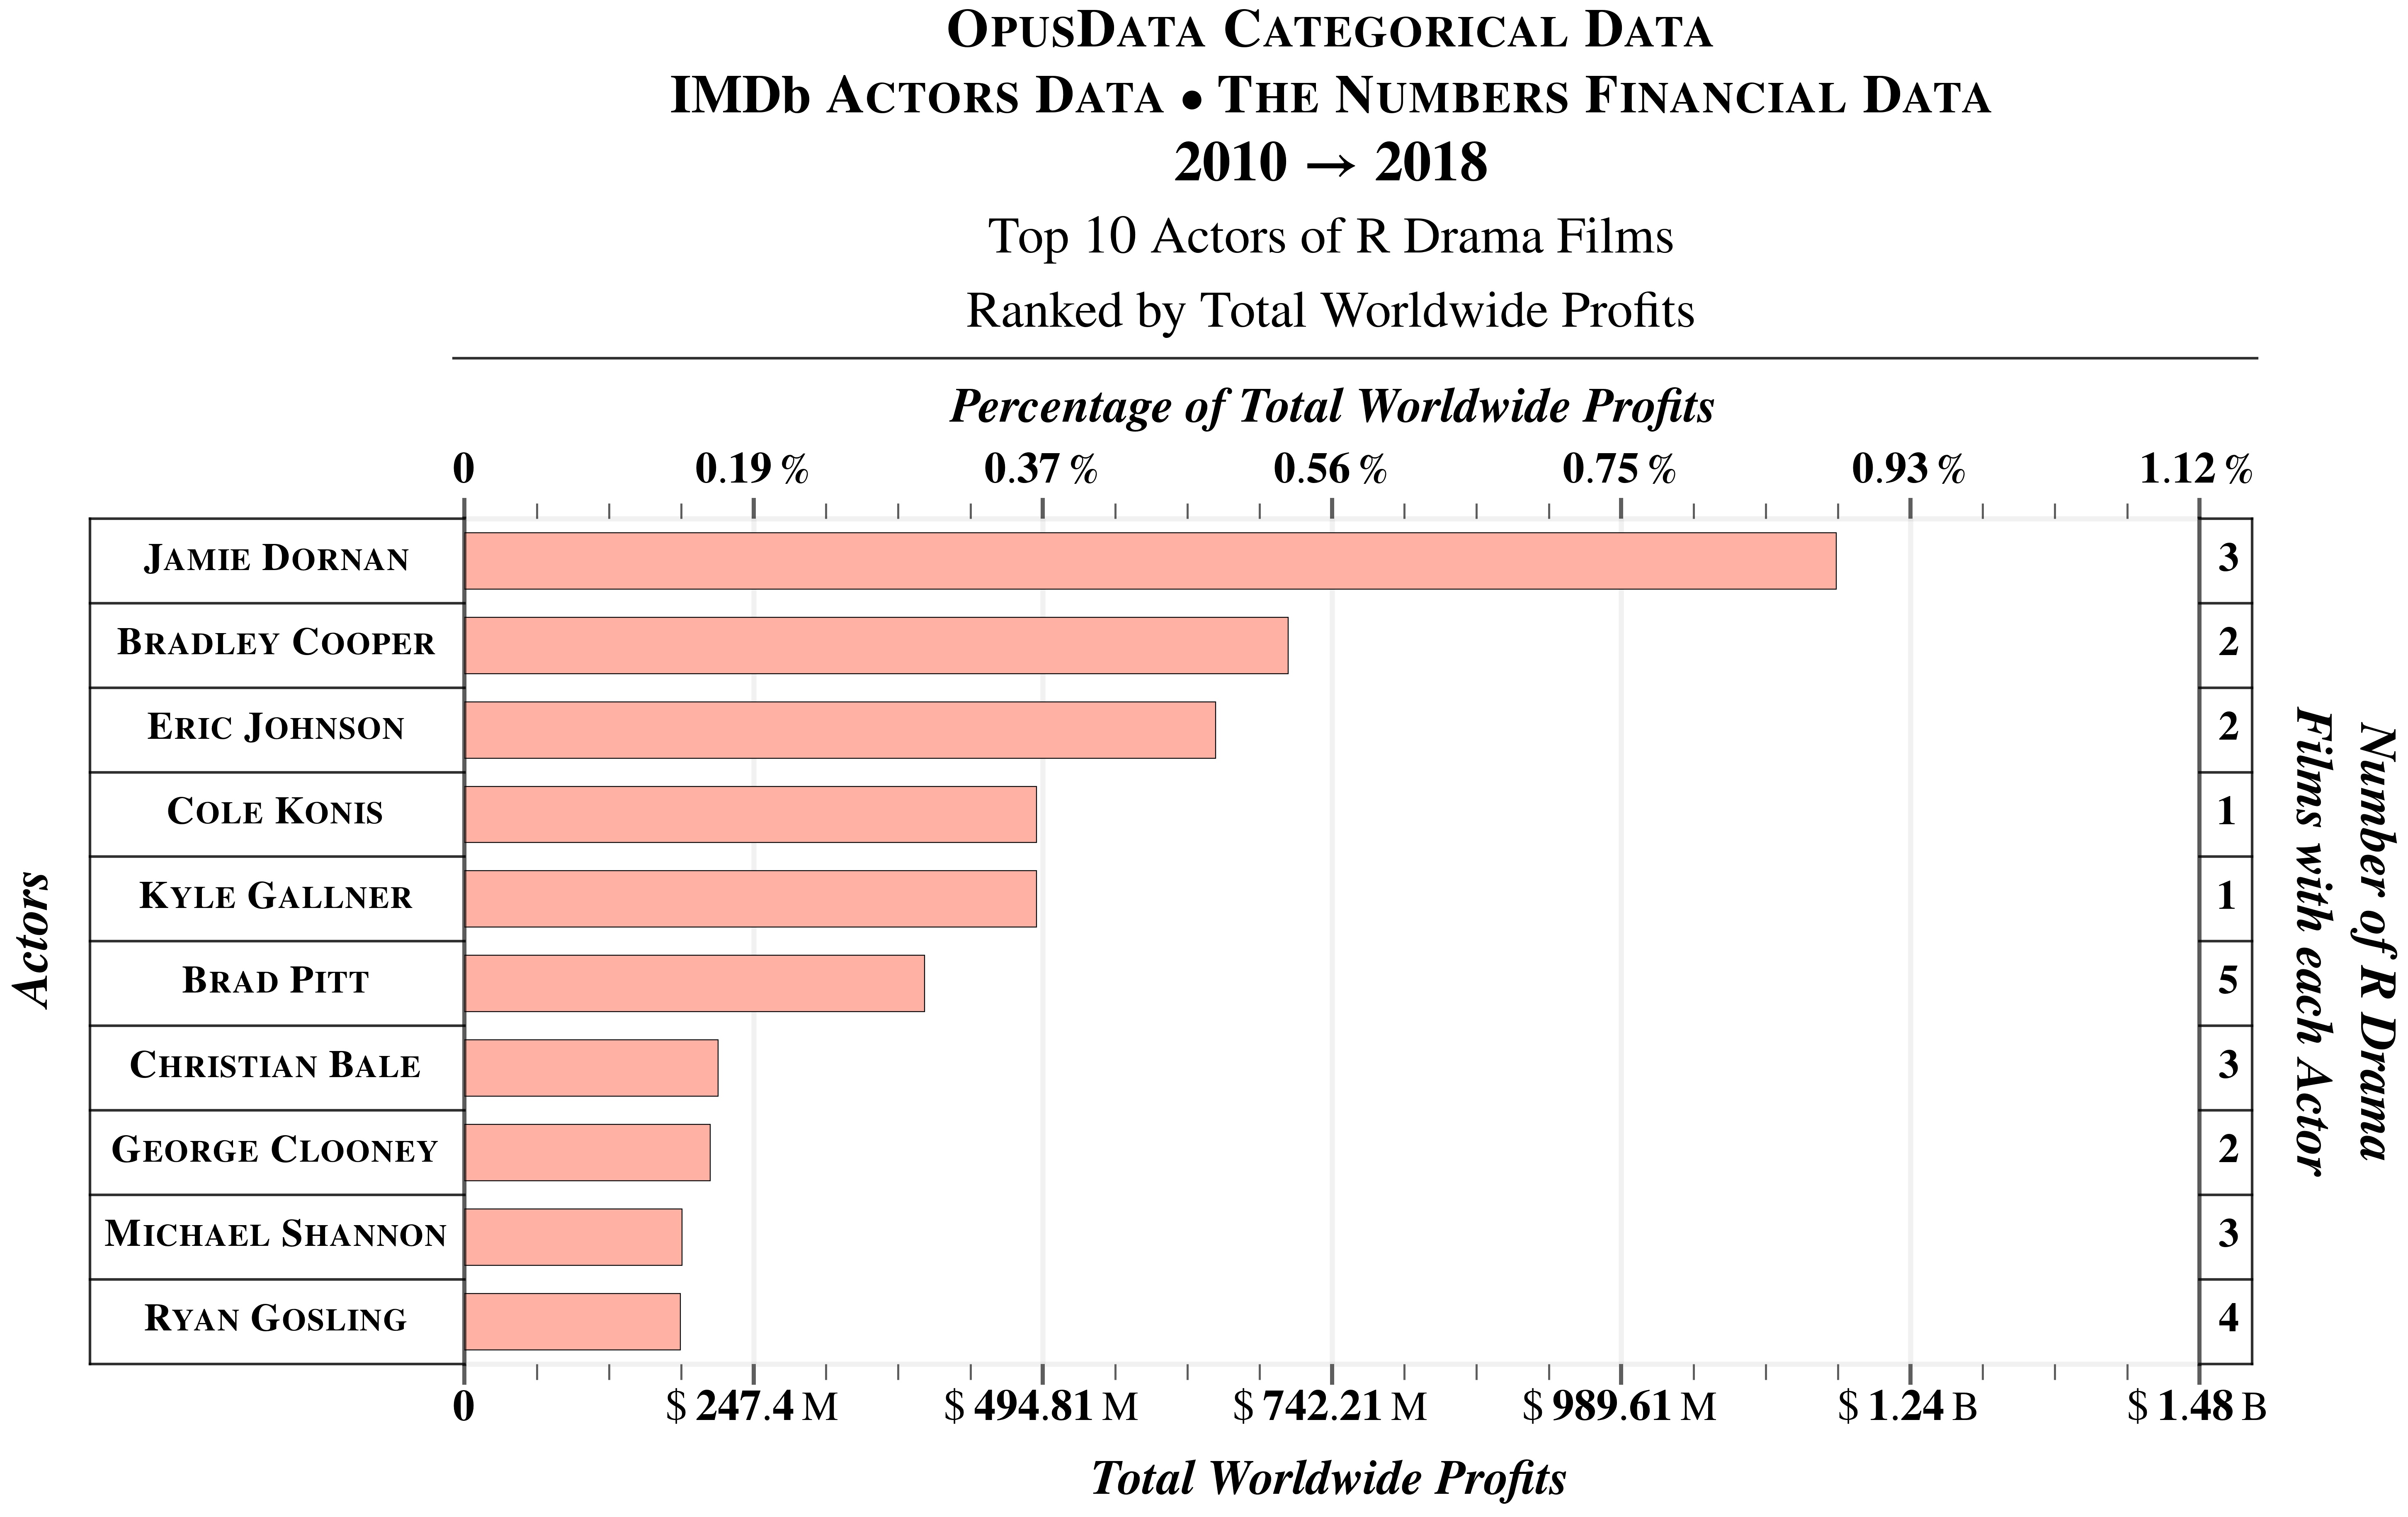 OpusData Categorical Data
IMDb Actors Data • The Numbers Financial Data
2010 → 2018
Top 10 Actors of R Drama Films
Ranked by Total Worldwide Profits
Percentage of Total Worldwide Profits
0 0.19 % 0.37 % 0.56 % 0.75 % 0.93 % 1.12 %
Actors
Jamie Dornan 3
Bradley Cooper 2
Eric Johnson 2
Cole Konis 1
Kyle Gallner 1
Brad Pitt 5
Christian Bale 3
George Clooney 2
Michael Shannon 3
Ryan Gosling 4
Number of R Drama
Films with each Actor
0 $ 247.4 M $ 494.81 M $ 742.21 M $ 989.61 M $ 1.24 B $ 1.48 B
Total Worldwide Profits